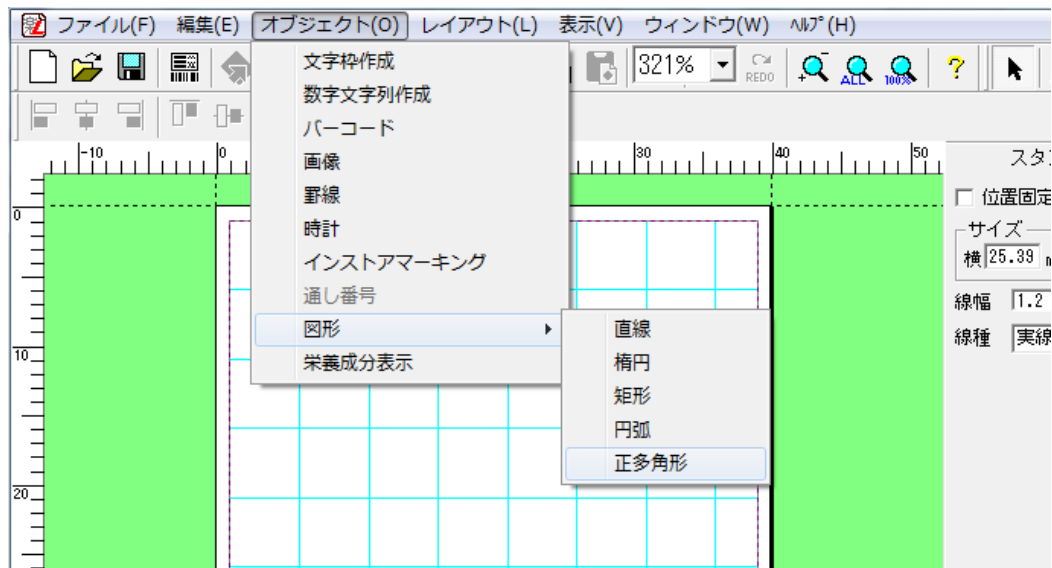 ファイル(F) 編集(E) オブジェクト(O) レイアウト(L) 表示(V) ウィンドウ(W) ﾍﾙﾌﾟ(H)
文字枠作成
数字文字列作成
バーコード
画像
罫線
時計
インストアマーキング
通し番号
図形
栄養成分表示
直線
楕円
矩形
円弧
正多角形
321%
REDO
ALL
100%
?
-10 0 30 40 50
0
10
20
スタ
位置固定
サイズ
横 25.39
線幅 1.2
線種 実線